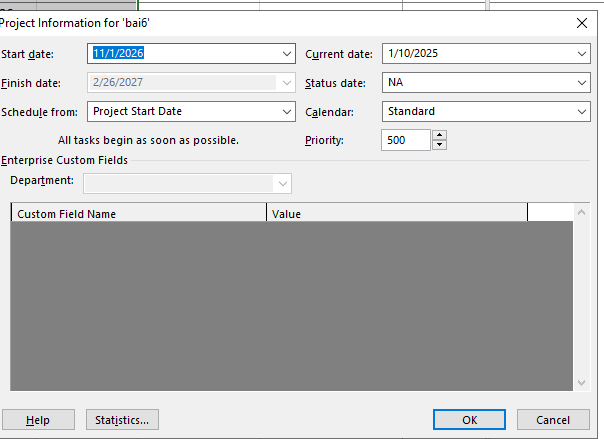 Project Information for 'bai6'
Start date: 11/1/2026 Current date: 1/10/2025
Finish date: 2/26/2027 Status date: NA
Schedule from: Project Start Date Calendar: Standard
All tasks begin as soon as possible. Priority: 500
Enterprise Custom Fields
Department:
Custom Field Name Value
Help Statistics... OK Cancel